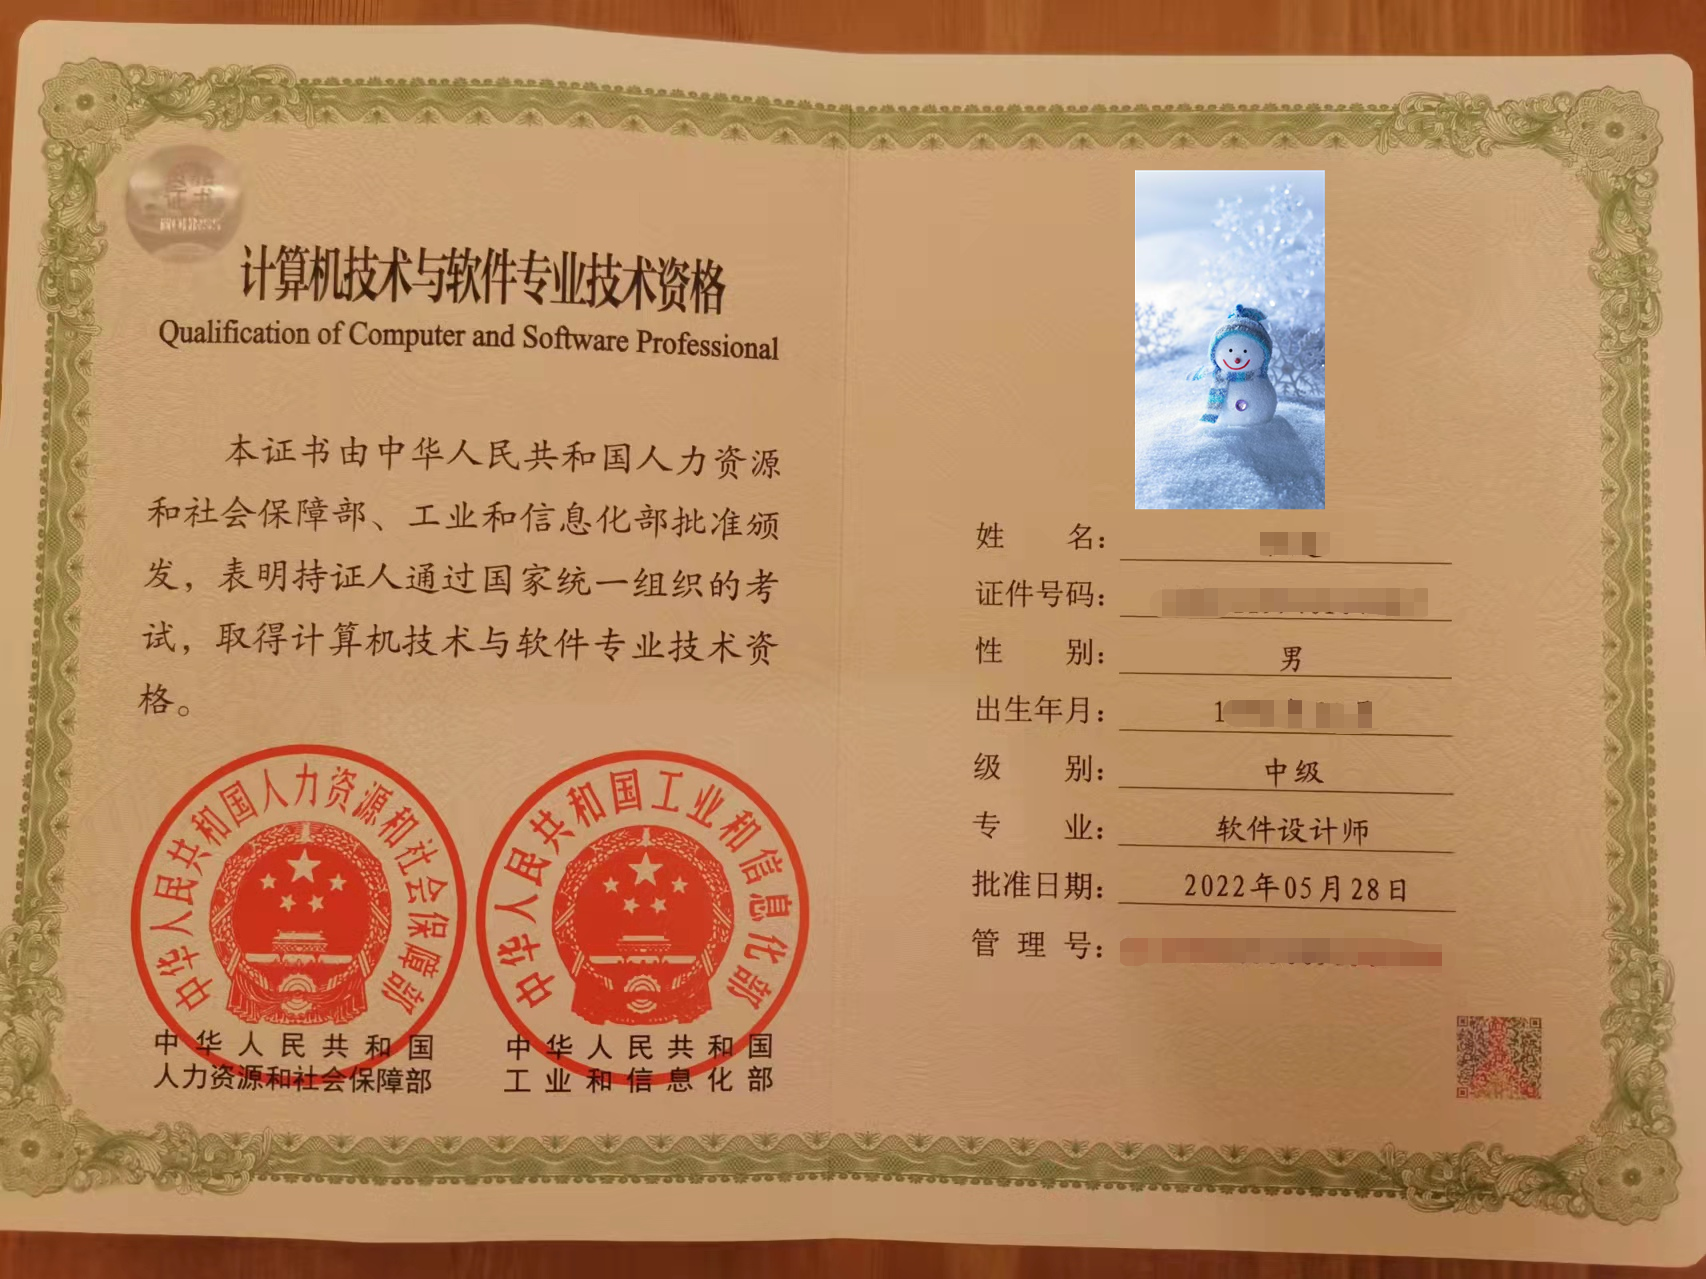 计算机技术与软件专业技术资格
Qualification of Computer and Software Professional
本证书由中华人民共和国人力资源
和社会保障部、工业和信息化部批准颁
发，表明持证人通过国家统一组织的考
试，取得计算机技术与软件专业技术资
格。
中华人民共和国人力资源和社会保障部
中华人民共和国工业和信息化部
中华人民共和国
人力资源和社会保障部
中华人民共和国
工业和信息化部
姓名：
证件号码：
性别：男
出生年月：1
级别：中级
专业：软件设计师
批准日期：2022年05月28日
管理号：